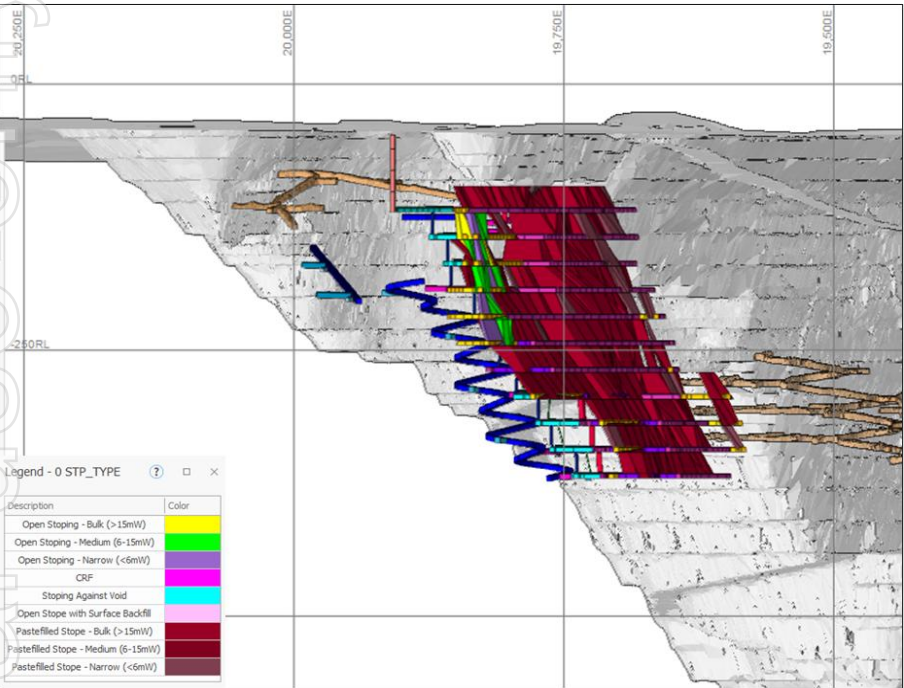 20,250E
20,000E
19,750E
19,500E
0RL
-250RL
Legend - 0 STP_TYPE
Description Color
Open Stoping - Bulk (>15mW)
Open Stoping - Medium (6-15mW)
Open Stoping - Narrow (<6mW)
CRF
Stoping Against Void
Open Stope with Surface Backfill
Pastefilled Stope - Bulk (>15mW)
Pastefilled Stope - Medium (6-15mW)
Pastefilled Stope - Narrow (<6mW)